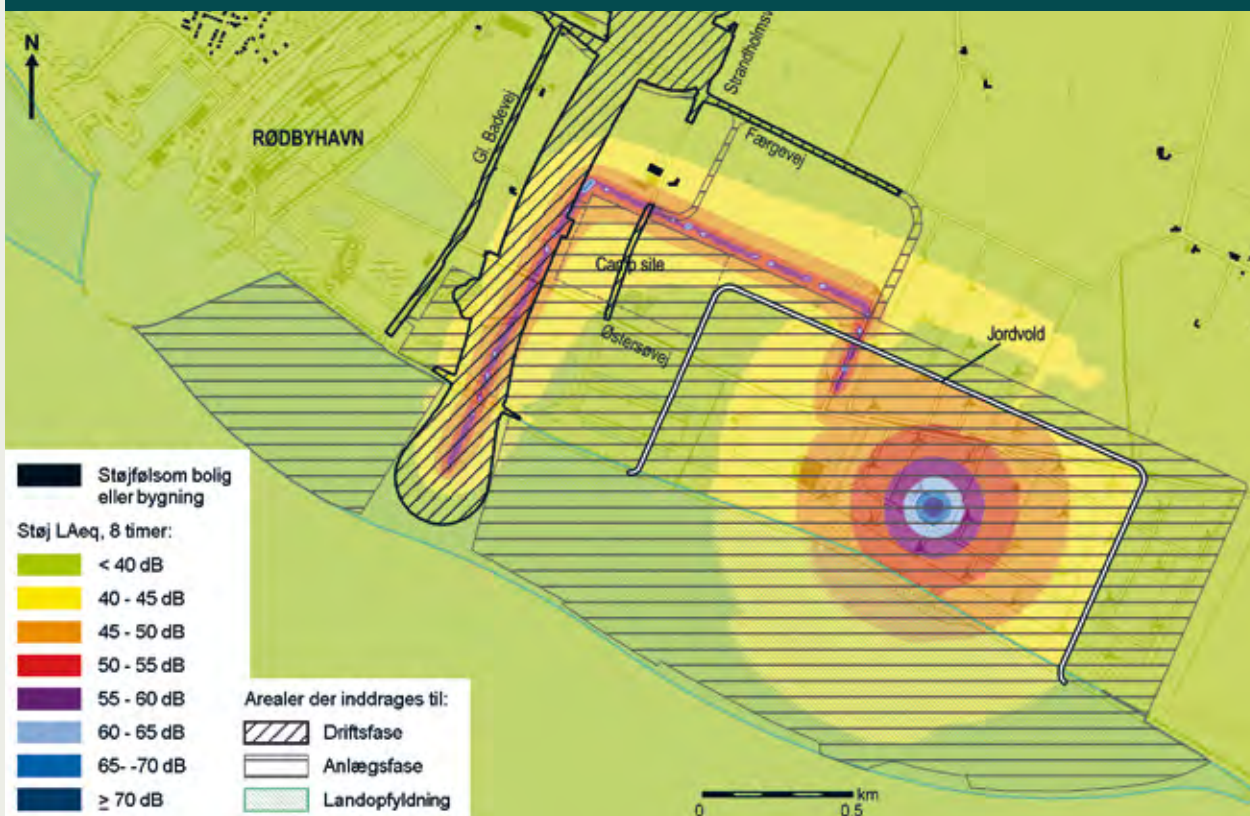 N
RØDBYHAVN
Gl. Badevej
Færgevej
Camp site
Østersøvej
Jordvold
Støjfølsom bolig
eller bygning
Støj LAeq, 8 timer:
< 40 dB
40 - 45 dB
45 - 50 dB
50 - 55 dB
55 - 60 dB
60 - 65 dB
65- -70 dB
≥ 70 dB
Arealer der inddrages til:
Driftsfase
Anlægsfase
Landopfyldning
km
0 0.5